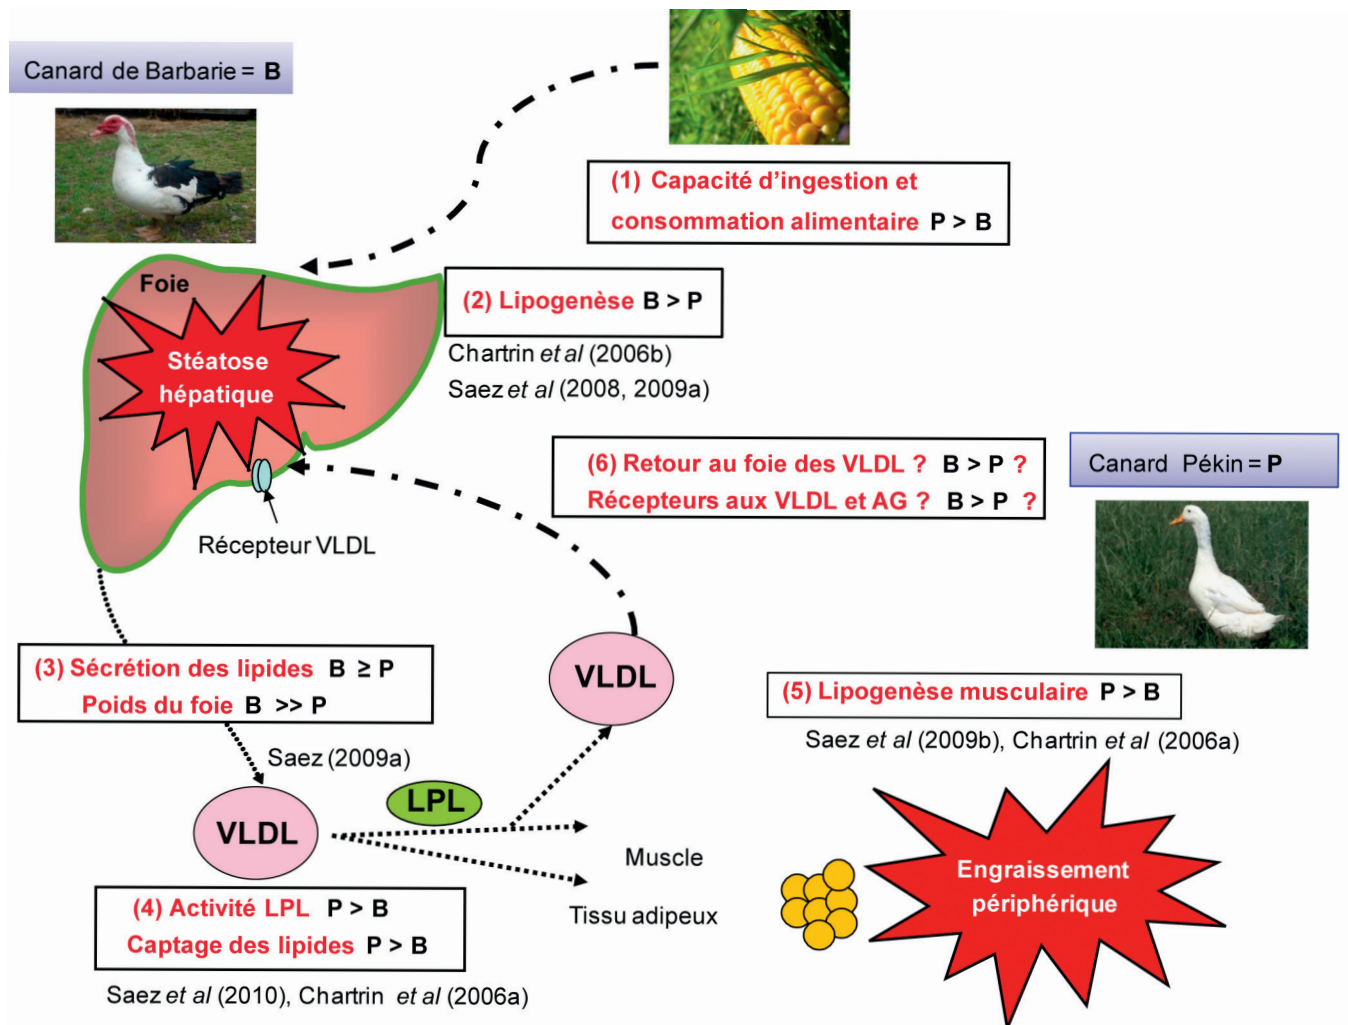 Canard de Barbarie = B
(1) Capacité d’ingestion et
consommation alimentaire P > B
Foie
Stéatose
hépatique
(2) Lipogenèse B > P
Chartrin et al (2006b)
Saez et al (2008, 2009a)
(6) Retour au foie des VLDL ? B > P ?
Récepteurs aux VLDL et AG ? B > P ?
Canard Pékin = P
Récepteur VLDL
(3) Sécrétion des lipides B ≥ P
Poids du foie B >> P
Saez (2009a)
VLDL
(5) Lipogenèse musculaire P > B
Saez et al (2009b), Chartrin et al (2006a)
LPL
VLDL
Muscle
Tissu adipeux
Engraissement
périphérique
(4) Activité LPL P > B
Captage des lipides P > B
Saez et al (2010), Chartrin et al (2006a)